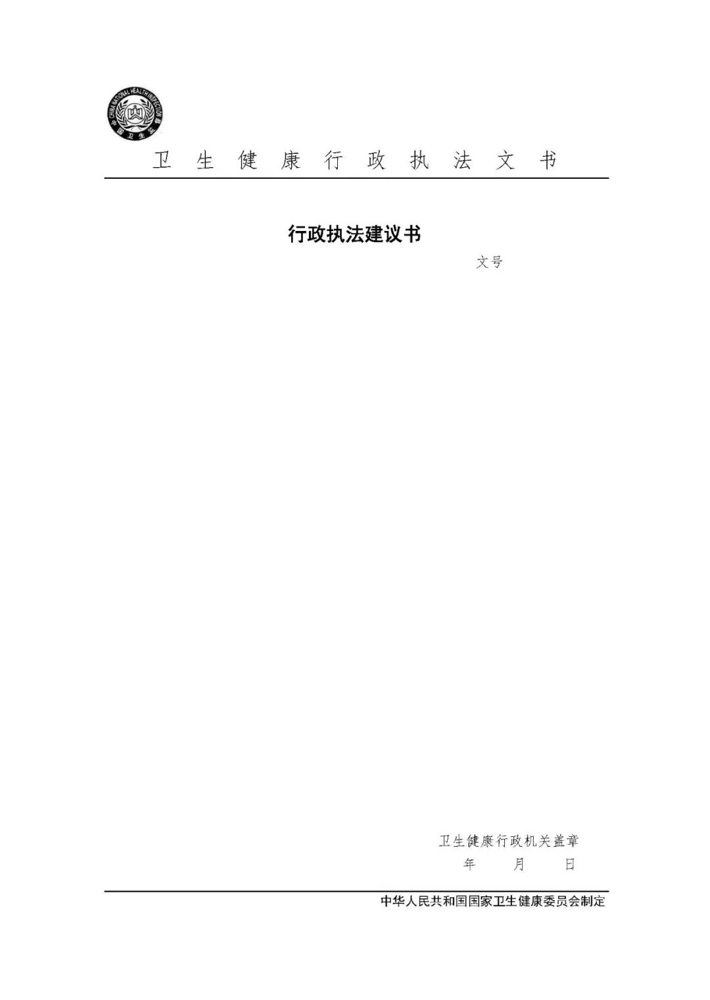 CHINA NATIONAL HEALTH INSPECTION
中国卫生监督
卫生健康行政执法文书
行政执法建议书
文号
卫生健康行政机关盖章
年 月 日
中华人民共和国国家卫生健康委员会制定